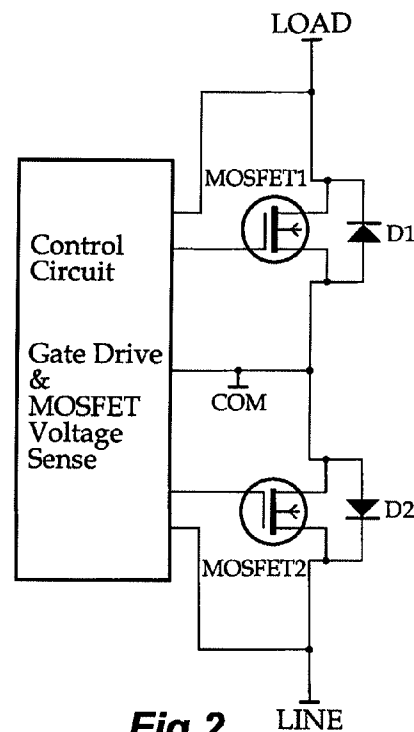 LOAD
MOSFET1
D1
Control
Circuit
Gate Drive
&
MOSFET
Voltage
Sense
COM
D2
MOSFET2
LINE
Fig 2